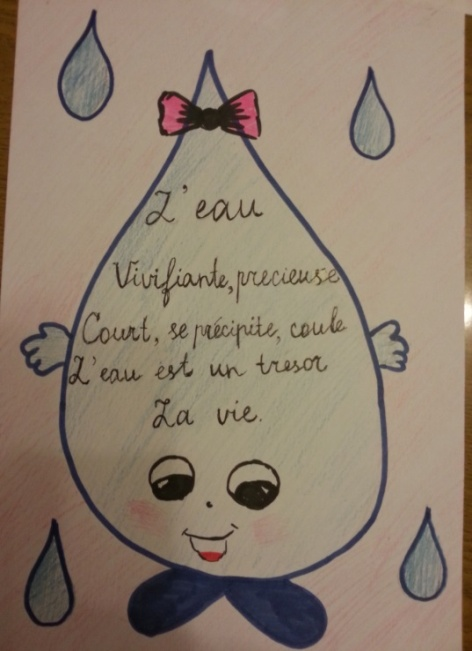 L'eau
Vivifiante, precieuse
Court, se précipite, coule
L'eau est un tresor
La vie.